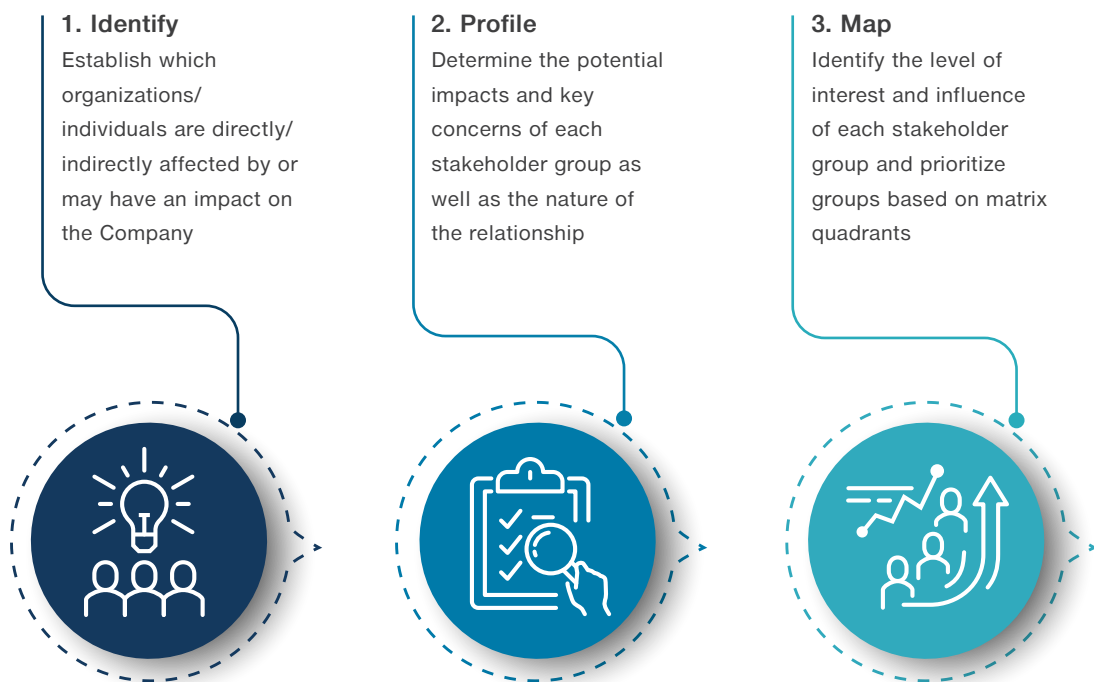 1. Identify
Establish which
organizations/
individuals are directly/
indirectly affected by or
may have an impact on
the Company
2. Profile
Determine the potential
impacts and key
concerns of each
stakeholder group as
well as the nature of
the relationship
3. Map
Identify the level of
interest and influence
of each stakeholder
group and prioritize
groups based on matrix
quadrants